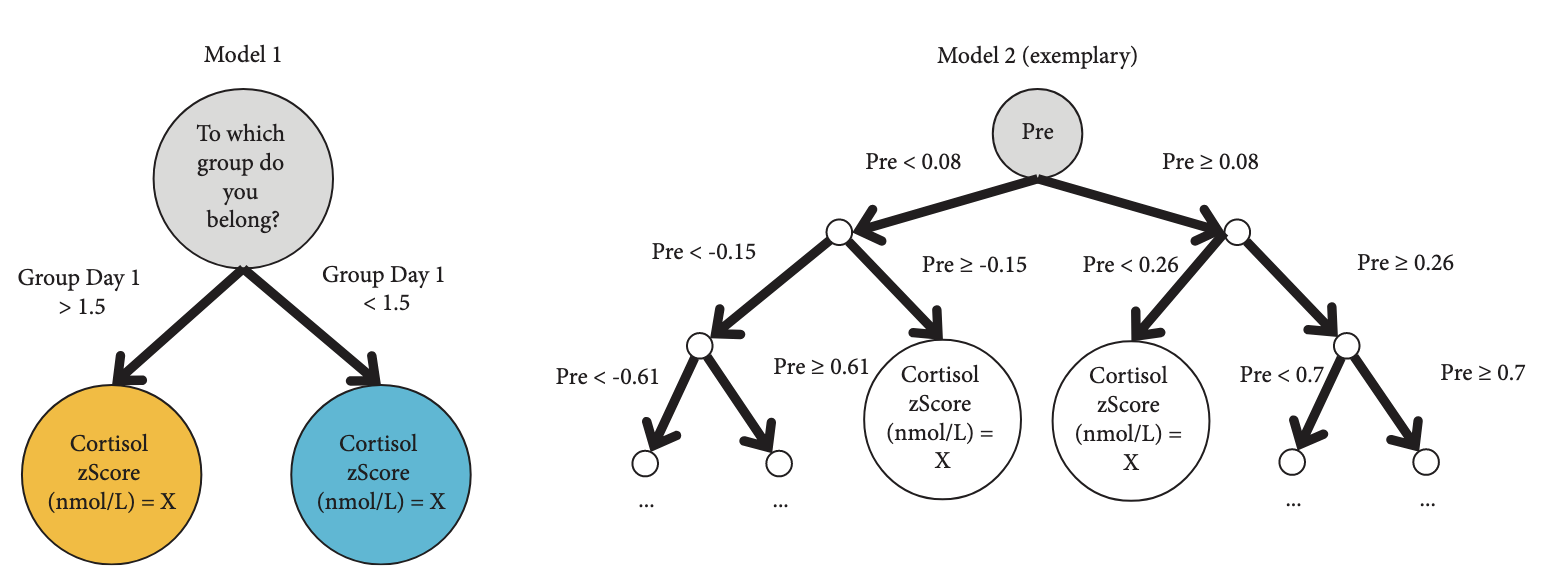 Model 1
To which
group do
you
belong?
Group Day 1
> 1.5
Group Day 1
< 1.5
Cortisol
zScore
(nmol/L) = X
Cortisol
zScore
(nmol/L) = X
Model 2 (exemplary)
Pre
Pre < 0.08
Pre ≥ 0.08
Pre < -0.15
Pre ≥ -0.15
Pre < 0.26
Pre ≥ 0.26
Pre < -0.61
Pre ≥ 0.61
Cortisol
zScore
(nmol/L) =
X
Cortisol
zScore
(nmol/L) =
X
Pre < 0.7
Pre ≥ 0.7
...
...
...
...